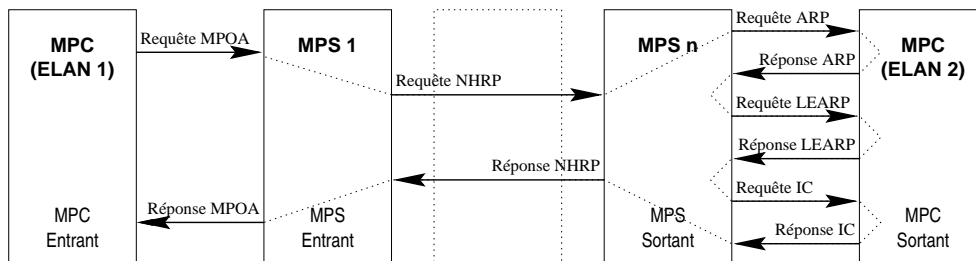 MPC
(ELAN 1)
Requête MPOA
MPS 1
Requête NHRP
MPS n
Requête ARP
MPC
(ELAN 2)
Réponse ARP
Requête LEARP
Réponse LEARP
Réponse NHRP
Requête IC
Réponse MPOA
Réponse IC
MPC
Entrant
MPS
Entrant
MPS
Sortant
MPC
Sortant